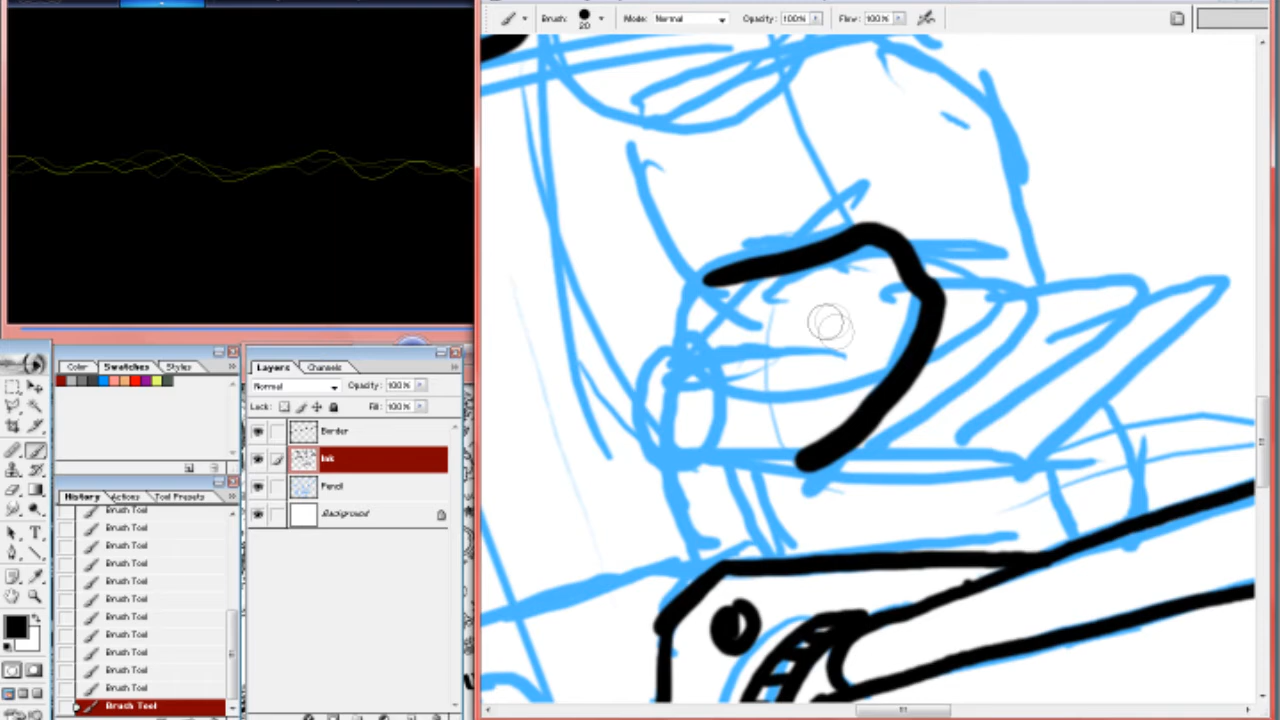 Brush: 20 Mode: Normal Opacity: 100% Flow: 100%
Color Swatches Styles
Layers Channels
Normal Opacity: 100%
Lock: Fill: 100%
Border
Ink
Pencil
Background
History Actions Tool Presets
Brush Tool
Brush Tool
Brush Tool
Brush Tool
Brush Tool
Brush Tool
Brush Tool
Brush Tool
Brush Tool
Brush Tool
Brush Tool
Brush Tool